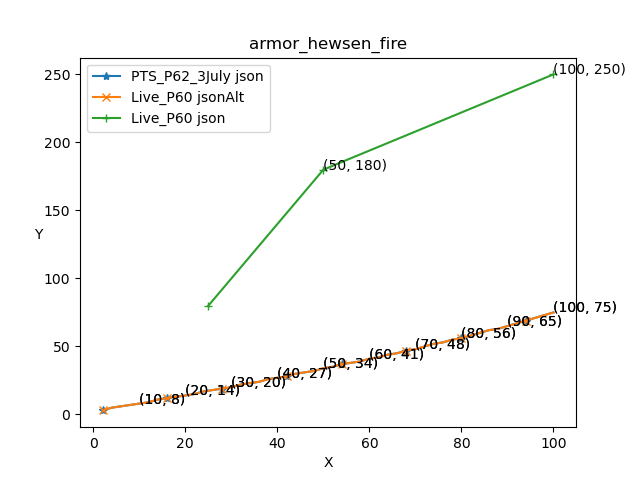 armor_hewsen_fire
PTS_P62_3July json
Live_P60 jsonAlt
Live_P60 json
(100, 250)
(50, 180)
(100, 75)
(90, 65)
(80, 56)
(70, 48)
(60, 41)
(50, 34)
(40, 27)
(30, 20)
(20, 14)
(10, 8)
250
200
150
100
50
0
Y
0 20 40 60 80 100
X